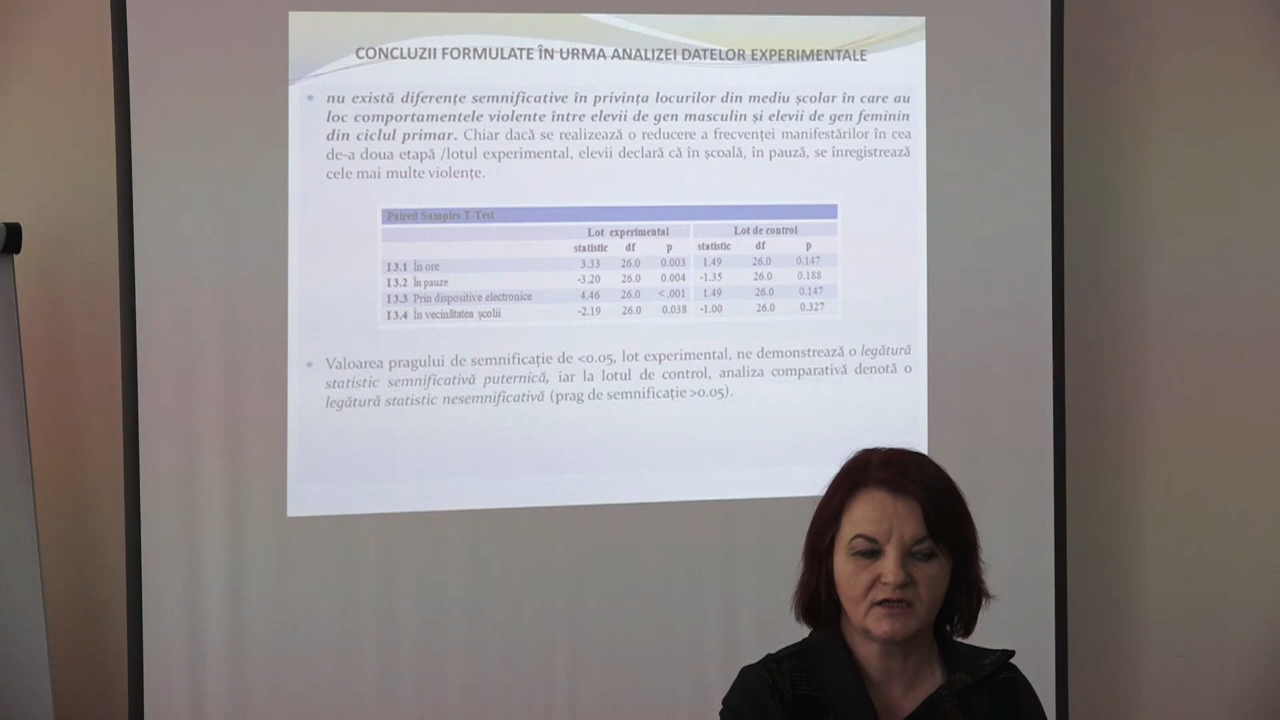 CONCLUZII FORMULATE ÎN URMA ANALIZEI DATELOR EXPERIMENTALE
• nu există diferențe semnificative în privința locurilor din mediu școlar în care au
loc comportamentele violente între elevii de gen masculin și elevii de gen feminin
din ciclul primar. Chiar dacă se realizează o reducere a frecvenței manifestărilor în cea
de-a doua etapă /lotul experimental, elevii declară că în școală, în pauză, se înregistrează
cele mai multe violențe.
Paired Samples T-Test
Lot experimental Lot de control
statistic df p statistic df p
I3.1 În ore 3.33 26.0 0.003 1.49 26.0 0.147
I3.2 În pauze -3.20 26.0 0.004 -1.35 26.0 0.188
I3.3 Prin dispositive electronice 4.46 26.0 <.001 1.49 26.0 0.147
I3.4 În vecinătatea școlii -2.19 26.0 0.038 -1.00 26.0 0.327
• Valoarea pragului de semnificație de <0.05, lot experimental, ne demonstrează o legătură
statistic semnificativă puternică, iar la lotul de control, analiza comparativă denotă o
legătură statistic nesemnificativă (prag de semnificație >0.05).